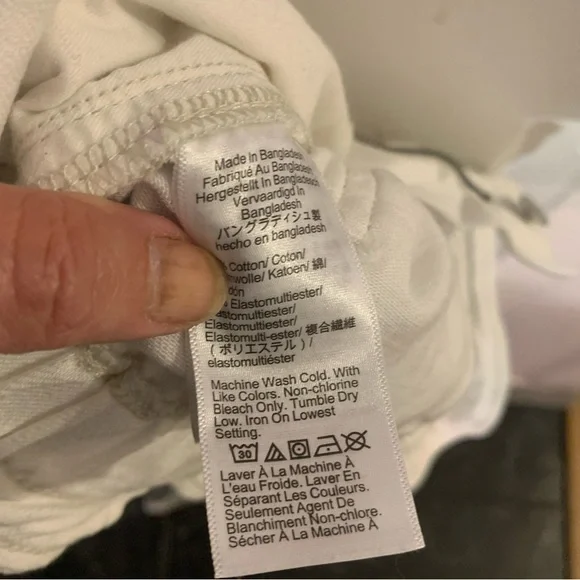 Made In Bangladesh
Fabriqué Au Bangladesh
Hergestellt In Bangladesch
Vervaardigd In
Bangladesh
バングラディシュ製
hecho en bangladesh
Cotton/ Coton/
wolle/ Katoen/ 綿/
Elastomultiester/
Elastomultiester/
Elastomulti-ester/ 複合繊維
(ポリエステル)/
elastomultiéster
Machine Wash Cold. With
Like Colors. Non-chlorine
Bleach Only. Tumble Dry
Low. Iron On Lowest
Setting.
30
Laver À La Machine À
L'eau Froide. Laver En
Séparant Les Couleurs.
Seulement Agent De
Blanchiment Non-chlore.
Sécher À La Machine À